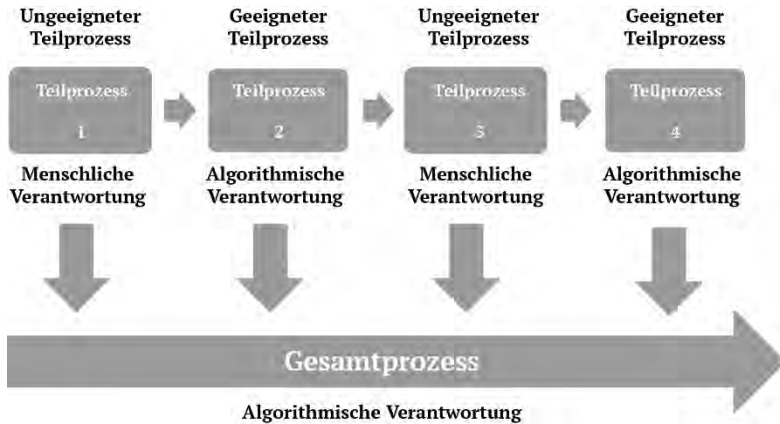 Ungeeigneter
Teilprozess
Geeigneter
Teilprozess
Ungeeigneter
Teilprozess
Geeigneter
Teilprozess
Teilprozess
1
Teilprozess
2
Teilprozess
3
Teilprozess
4
Menschliche
Verantwortung
Algorithmische
Verantwortung
Menschliche
Verantwortung
Algorithmische
Verantwortung
Gesamtprozess
Algorithmische Verantwortung